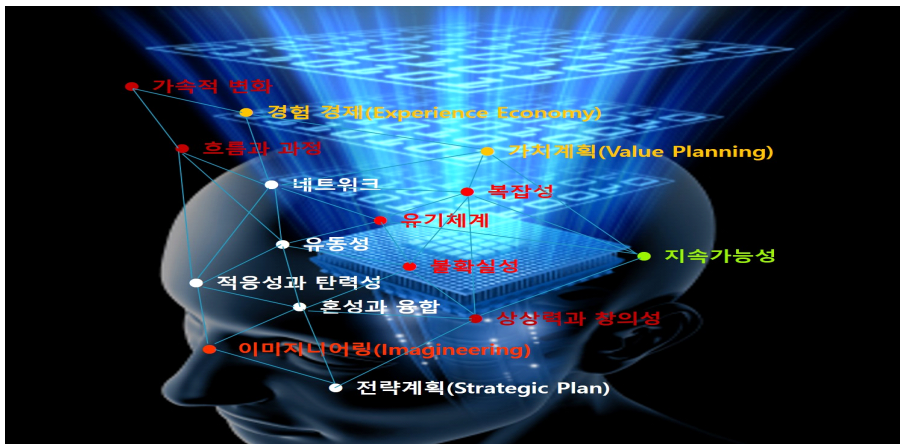 가속적 변화
경험 경제(Experience Economy)
흐름과 과정
가치계획(Value Planning)
네트워크
복잡성
유기체계
유동성
지속가능성
불확실성
적응성과 탄력성
혼성과 융합
상상력과 창의성
이미지니어링(Imagineering)
전략계획(Strategic Plan)